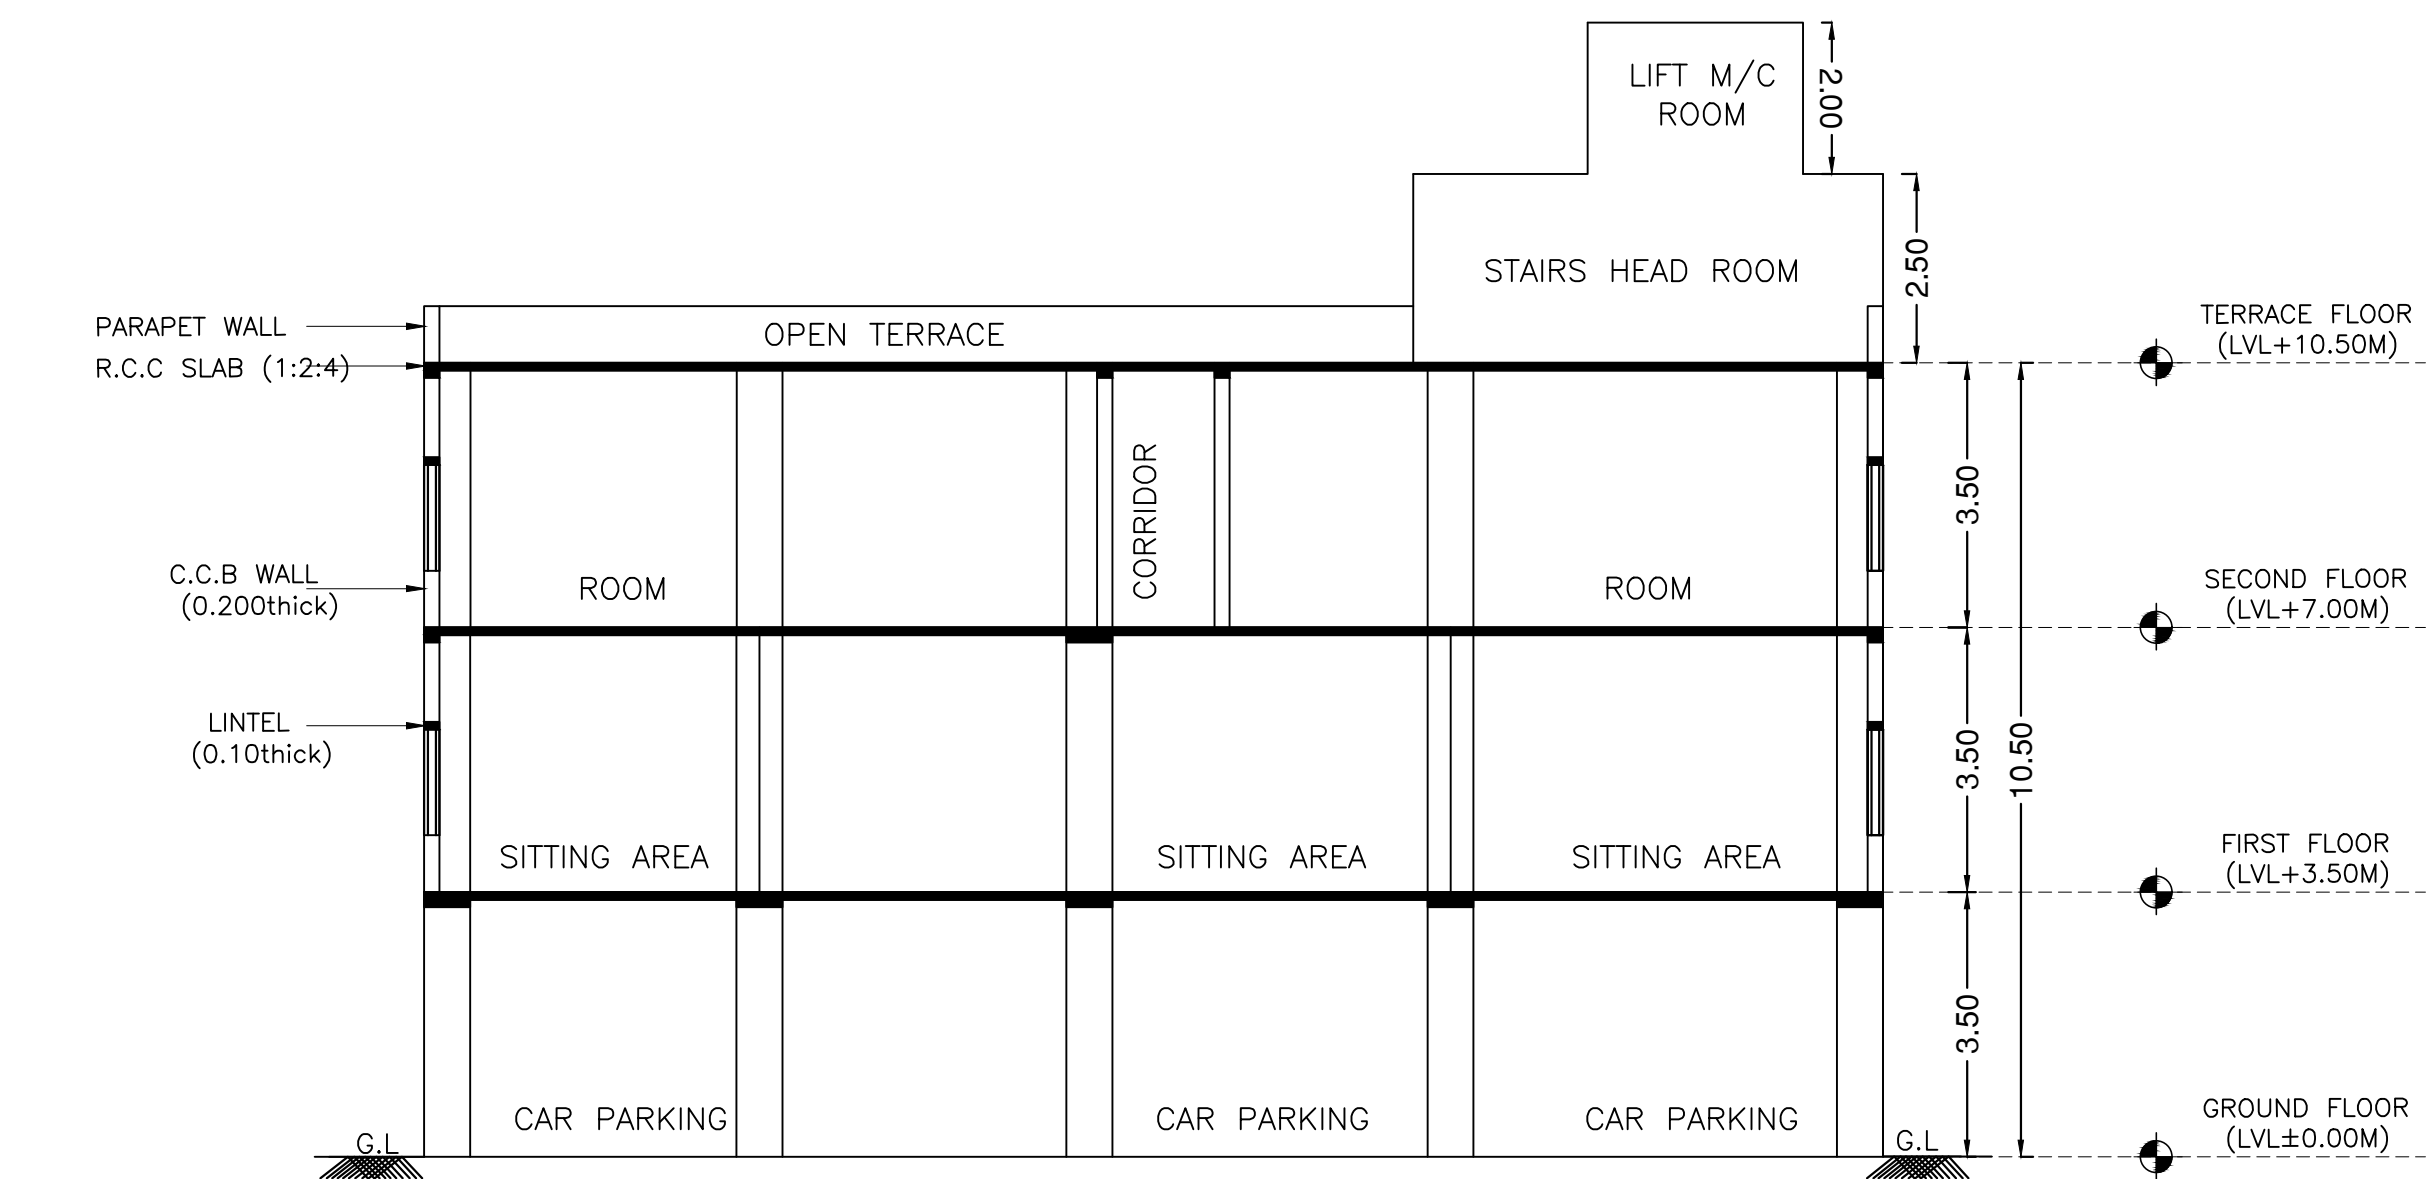 LIFT M/C
ROOM
2.00
STAIRS HEAD ROOM
2.50
PARAPET WALL
OPEN TERRACE
TERRACE FLOOR
(LVL+10.50M)
R.C.C SLAB (1:2:4)
CORRIDOR
3.50
C.C.B WALL
(0.200thick)
ROOM
ROOM
SECOND FLOOR
(LVL+7.00M)
LINTEL
(0.10thick)
3.50
10.50
SITTING AREA
SITTING AREA
SITTING AREA
FIRST FLOOR
(LVL+3.50M)
3.50
CAR PARKING
CAR PARKING
CAR PARKING
GROUND FLOOR
(LVL±0.00M)
G.L
G.L